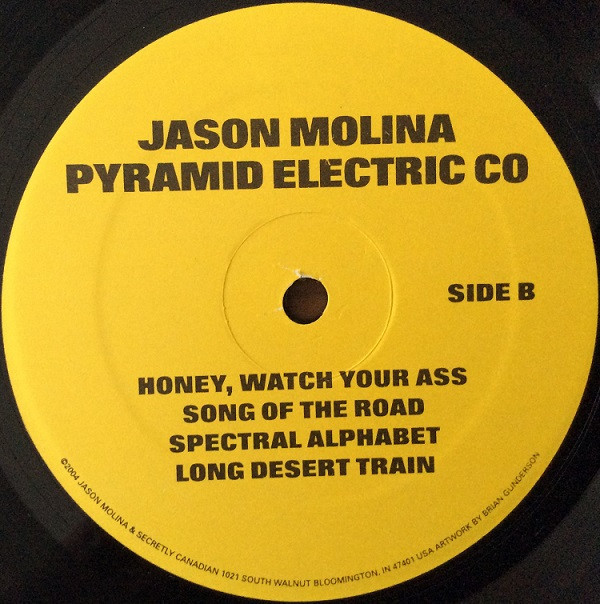 JASON MOLINA
PYRAMID ELECTRIC CO
SIDE B
HONEY, WATCH YOUR ASS
SONG OF THE ROAD
SPECTRAL ALPHABET
LONG DESERT TRAIN
©2004 JASON MOLINA & SECRETLY CANADIAN 1021 SOUTH WALNUT BLOOMINGTON, IN 47401 USA ARTWORK BY BRIAN GUNDERSON